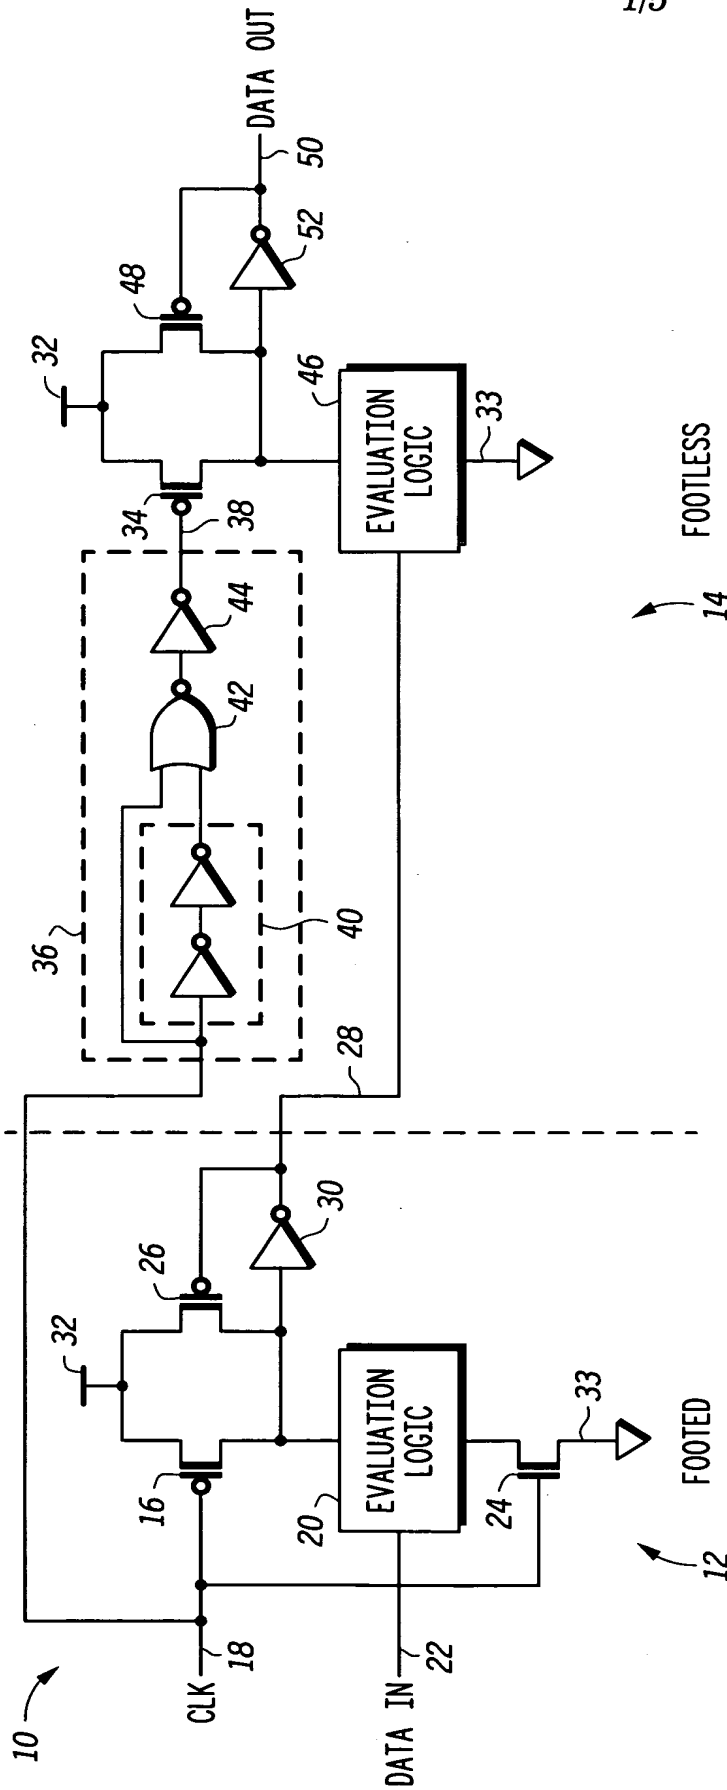 1/5
10
CLK
18
DATA IN
22
16
26
32
20
EVALUATION
LOGIC
24
33
30
28
FOOTED
12
36
40
42
44
38
34
48
32
46
EVALUATION
LOGIC
33
52
50
DATA OUT
FOOTLESS
14